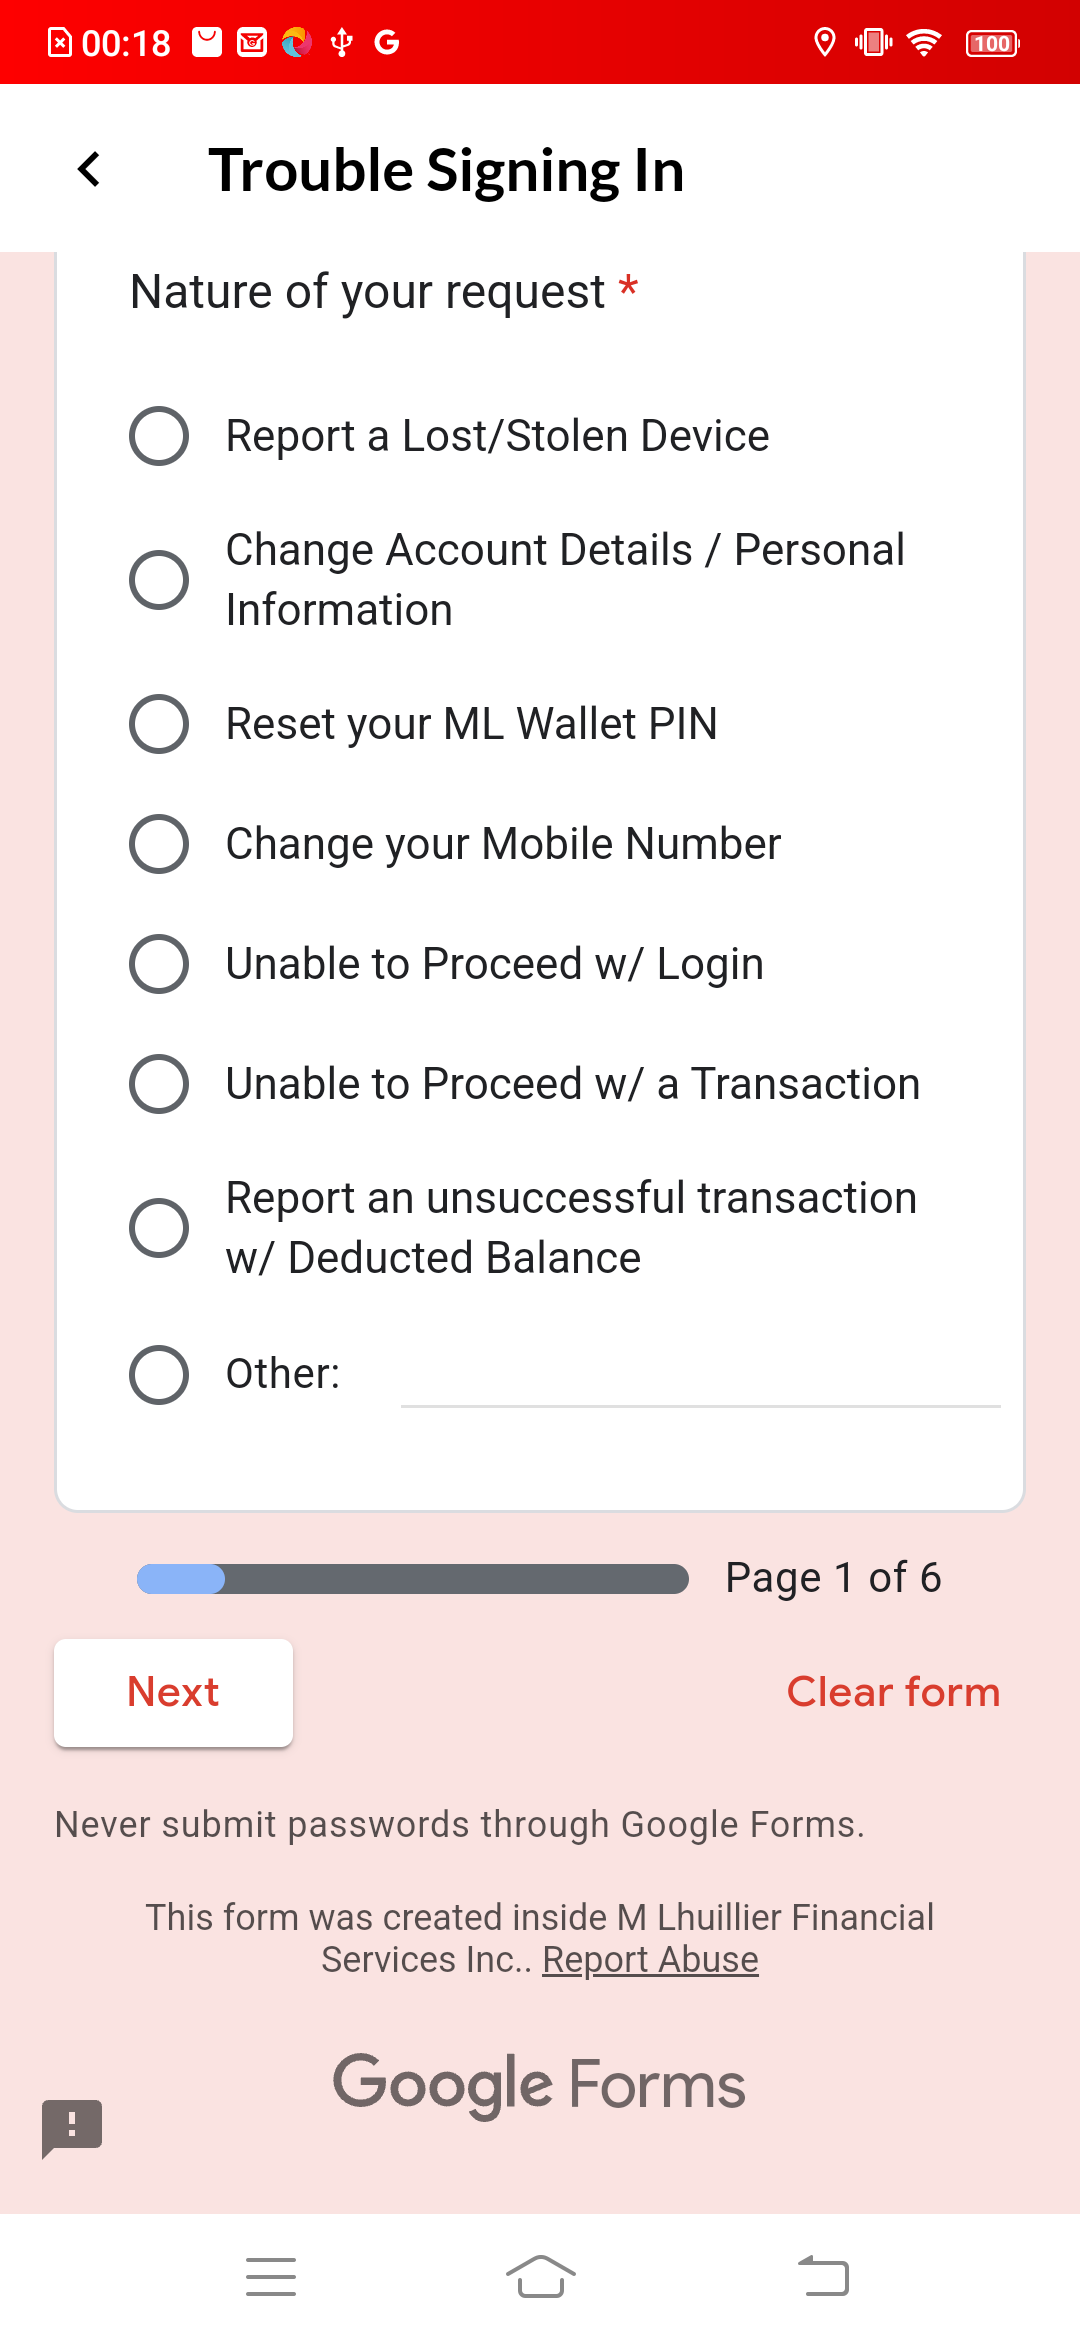 00:18
100
Trouble Signing In
Nature of your request *
Report a Lost/Stolen Device
Change Account Details / Personal
Information
Reset your ML Wallet PIN
Change your Mobile Number
Unable to Proceed w/ Login
Unable to Proceed w/ a Transaction
Report an unsuccessful transaction
w/ Deducted Balance
Other:
Page 1 of 6
Next
Clear form
Never submit passwords through Google Forms.
This form was created inside M Lhuillier Financial
Services Inc.. Report Abuse
Google Forms